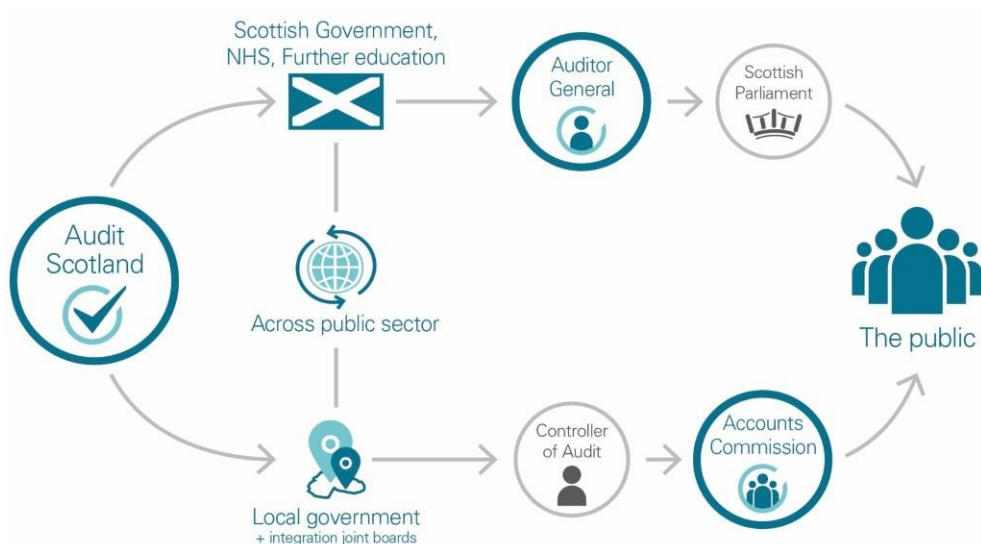 Scottish Government,
NHS, Further education
Auditor
General
Scottish
Parliament
Audit
Scotland
Across public sector
The public
Controller
of Audit
Accounts
Commission
Local government
+ integration joint boards